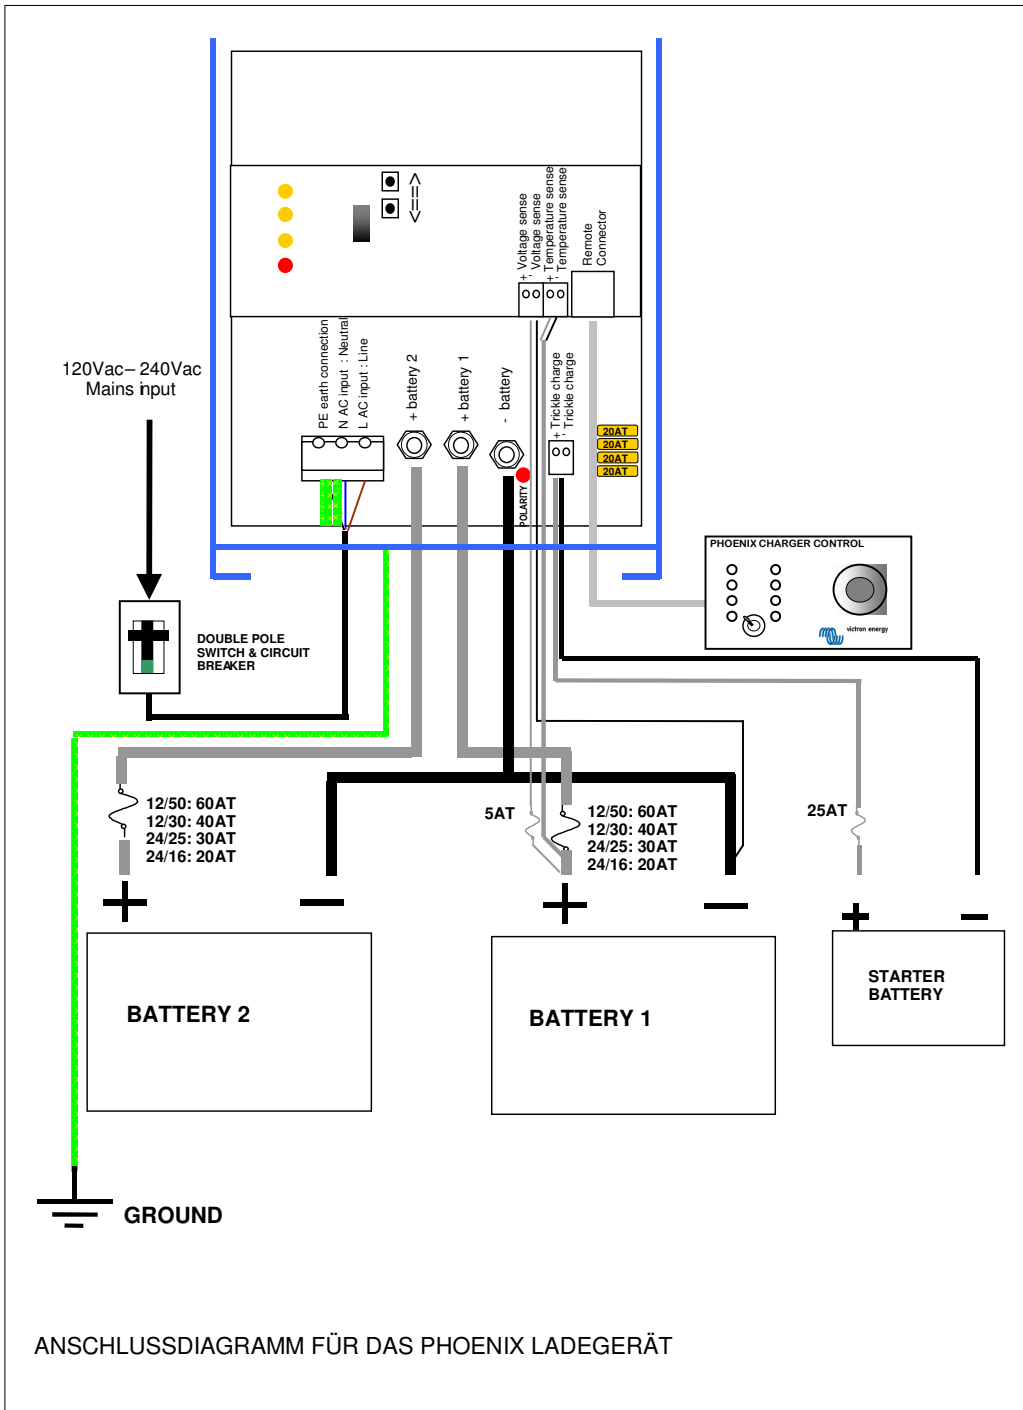 <===>
+ Voltage sense
- Voltage sense
+ Temperature sense
- Temperature sense
Remote
Connector
120Vac– 240Vac
Mains input
PE earth connection
N AC input : Neutral
L AC input : Line
+ battery 2
+ battery 1
- battery
+ Trickle charge
- Trickle charge
20AT
20AT
20AT
20AT
POLARITY
PHOENIX CHARGER CONTROL
victron energy
DOUBLE POLE
SWITCH & CIRCUIT
BREAKER
12/50: 60AT
12/30: 40AT
24/25: 30AT
24/16: 20AT
5AT
12/50: 60AT
12/30: 40AT
24/25: 30AT
24/16: 20AT
25AT
+
—
+
—
+
—
BATTERY 2
BATTERY 1
STARTER
BATTERY
GROUND
ANSCHLUSSDIAGRAMM FÜR DAS PHOENIX LADEGERÄT